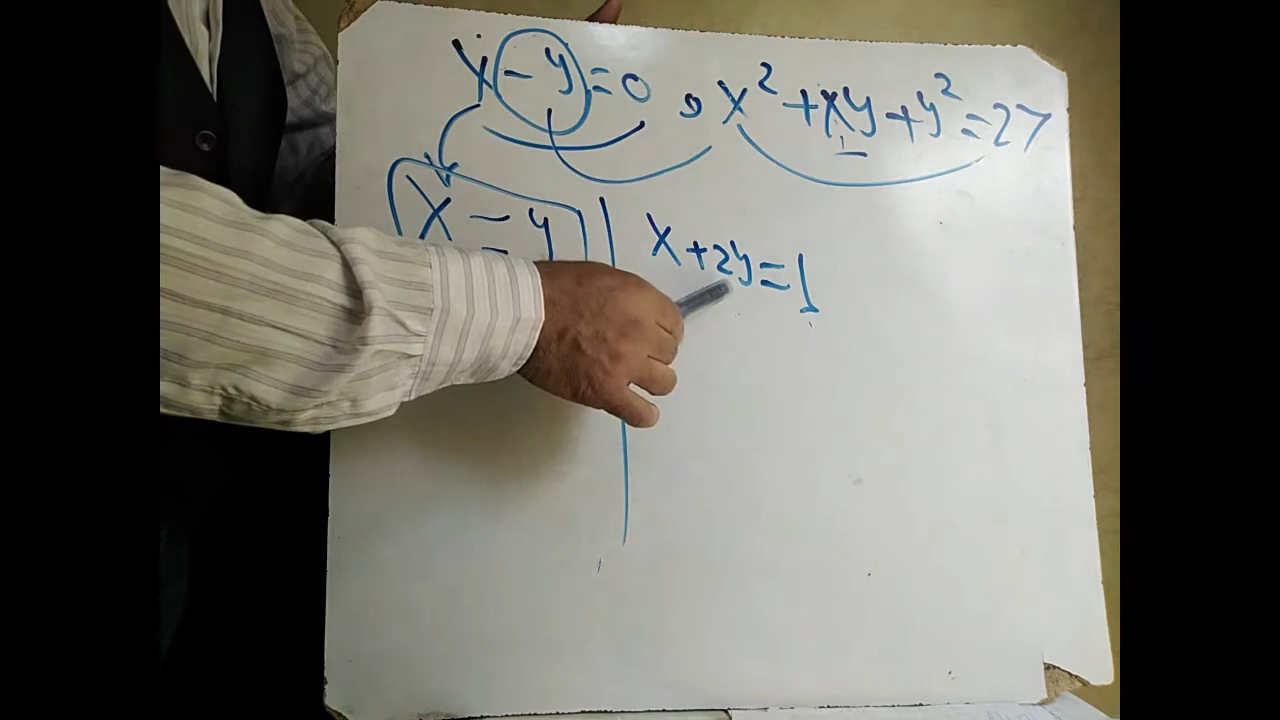 x - y = 0 , x² + xy + y² = 27
x = y
x + 2y = 1